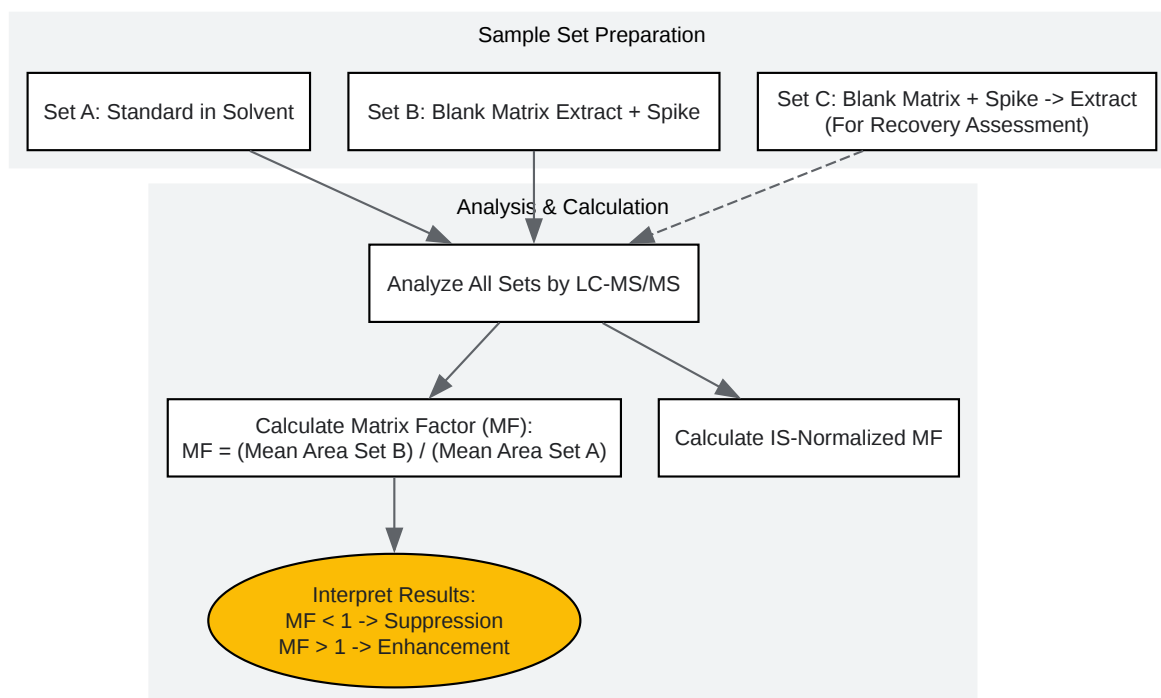 Sample Set Preparation
Set A: Standard in Solvent
Set B: Blank Matrix Extract + Spike
Set C: Blank Matrix + Spike -> Extract
(For Recovery Assessment)
Analysis & Calculation
Analyze All Sets by LC-MS/MS
Calculate Matrix Factor (MF):
MF = (Mean Area Set B) / (Mean Area Set A)
Calculate IS-Normalized MF
Interpret Results:
MF < 1 -> Suppression
MF > 1 -> Enhancement